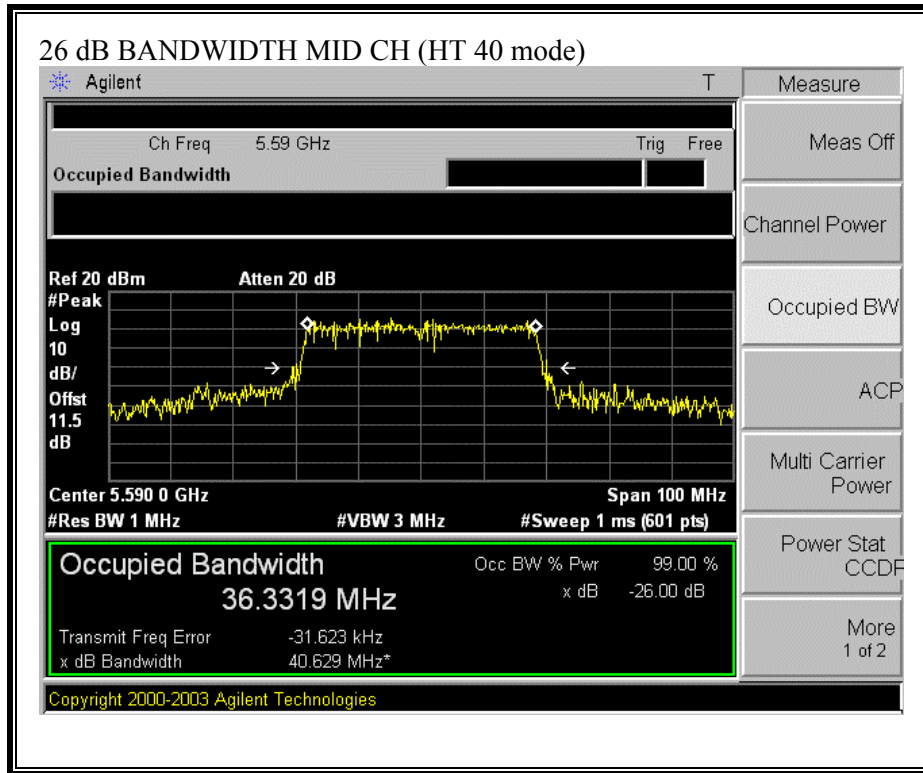 26 dB BANDWIDTH MID CH (HT 40 mode)
Agilent T
Ch Freq 5.59 GHz Trig Free
Occupied Bandwidth
Ref 20 dBm Atten 20 dB
#Peak
Log
10
dB/
Offst
11.5
dB
Center 5.590 0 GHz Span 100 MHz
#Res BW 1 MHz #VBW 3 MHz #Sweep 1 ms (601 pts)
Occupied Bandwidth
36.3319 MHz
Occ BW % Pwr 99.00 %
x dB -26.00 dB
Transmit Freq Error -31.623 kHz
x dB Bandwidth 40.629 MHz*
Copyright 2000-2003 Agilent Technologies
Measure
Meas Off
Channel Power
Occupied BW
ACP
Multi Carrier
Power
Power Stat
CCDF
More
1 of 2